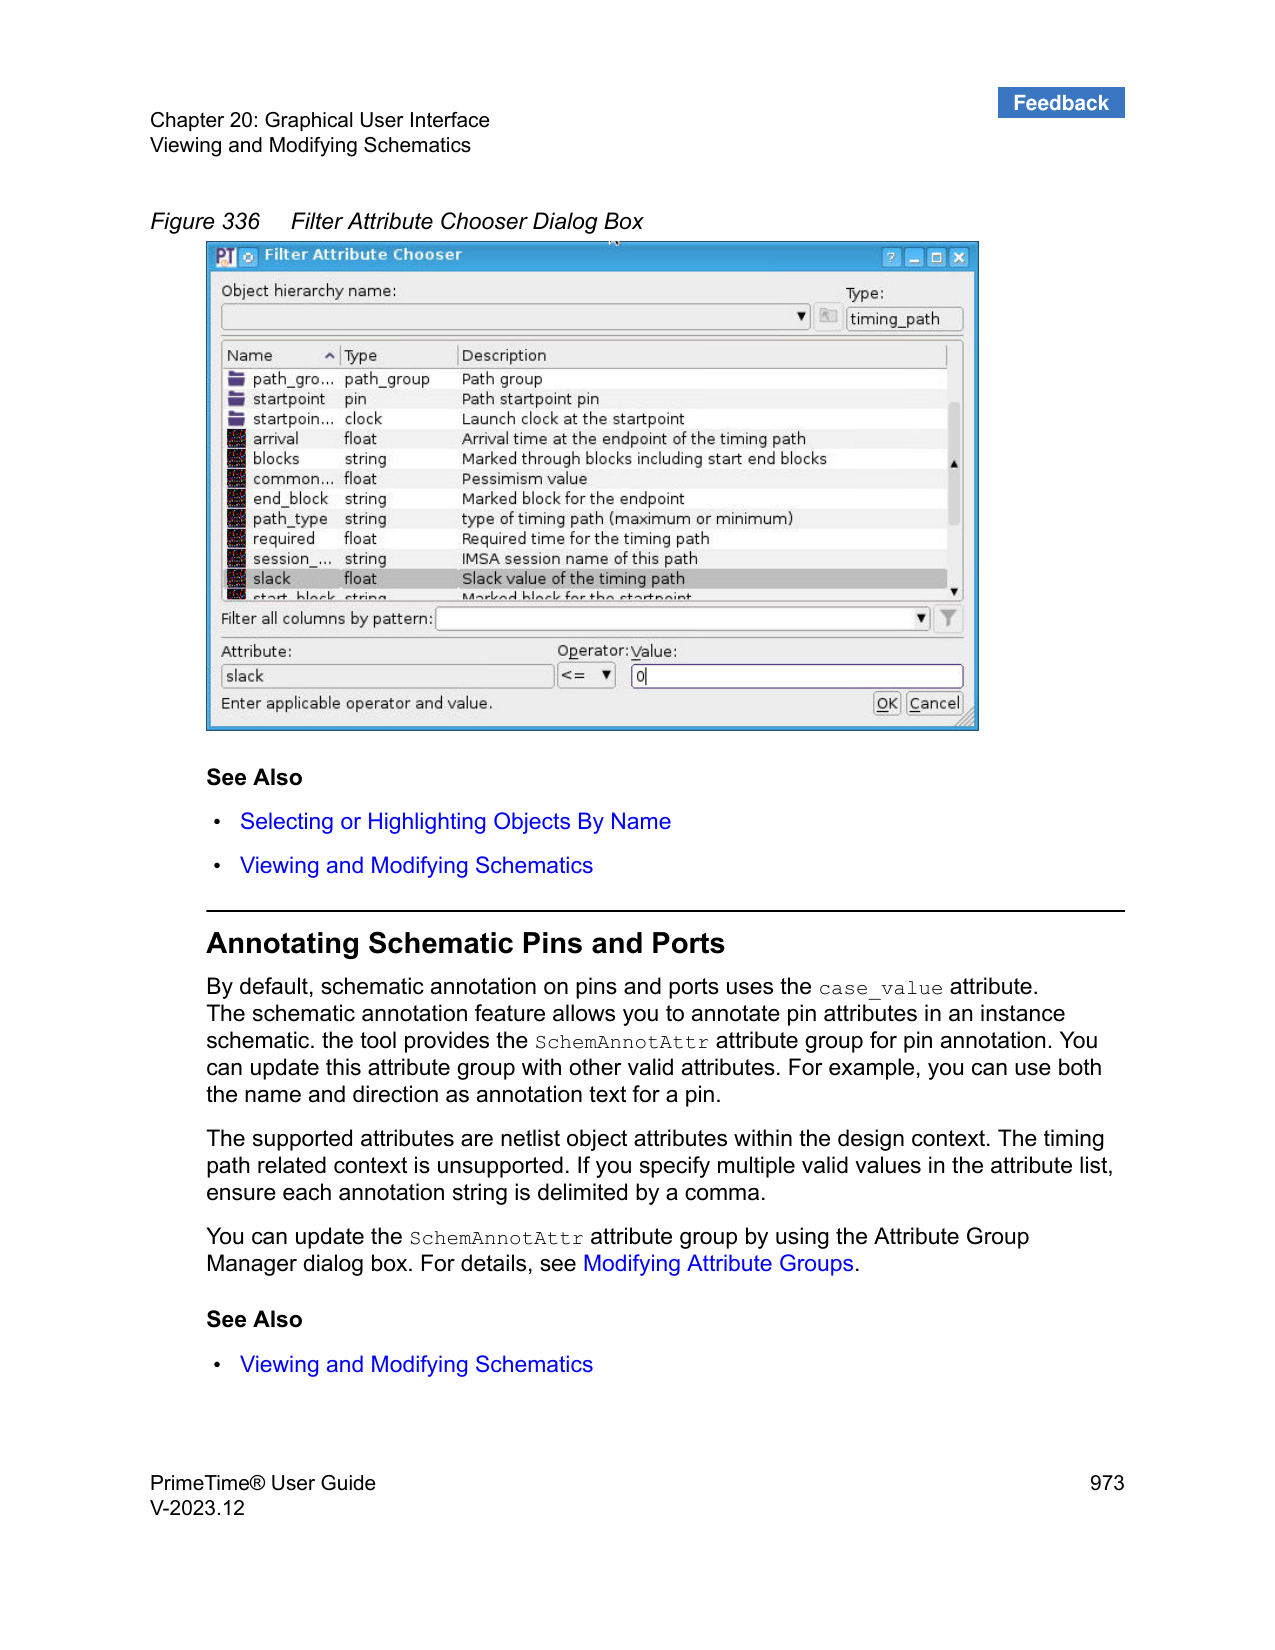 Feedback
Chapter 20: Graphical User Interface
Viewing and Modifying Schematics
Figure 336 Filter Attribute Chooser Dialog Box
PT Filter Attribute Chooser ?
Object hierarchy name:
Type:
timing_path
Name Type Description
path_gro... path_group Path group
startpoint pin Path startpoint pin
startpoin... clock Launch clock at the startpoint
arrival float Arrival time at the endpoint of the timing path
blocks string Marked through blocks including start end blocks
common... float Pessimism value
end_block string Marked block for the endpoint
path_type string type of timing path (maximum or minimum)
required float Required time for the timing path
session_... string IMSA session name of this path
slack float Slack value of the timing path
start_block string Marked block for the startpoint
Filter all columns by pattern:
Attribute: Operator: Value:
slack <= 0
Enter applicable operator and value. OK Cancel
See Also
• Selecting or Highlighting Objects By Name
• Viewing and Modifying Schematics
Annotating Schematic Pins and Ports
By default, schematic annotation on pins and ports uses the case_value attribute.
The schematic annotation feature allows you to annotate pin attributes in an instance
schematic. the tool provides the SchemAnnotAttr attribute group for pin annotation. You
can update this attribute group with other valid attributes. For example, you can use both
the name and direction as annotation text for a pin.
The supported attributes are netlist object attributes within the design context. The timing
path related context is unsupported. If you specify multiple valid values in the attribute list,
ensure each annotation string is delimited by a comma.
You can update the SchemAnnotAttr attribute group by using the Attribute Group
Manager dialog box. For details, see Modifying Attribute Groups.
See Also
• Viewing and Modifying Schematics
PrimeTime® User Guide 973
V-2023.12